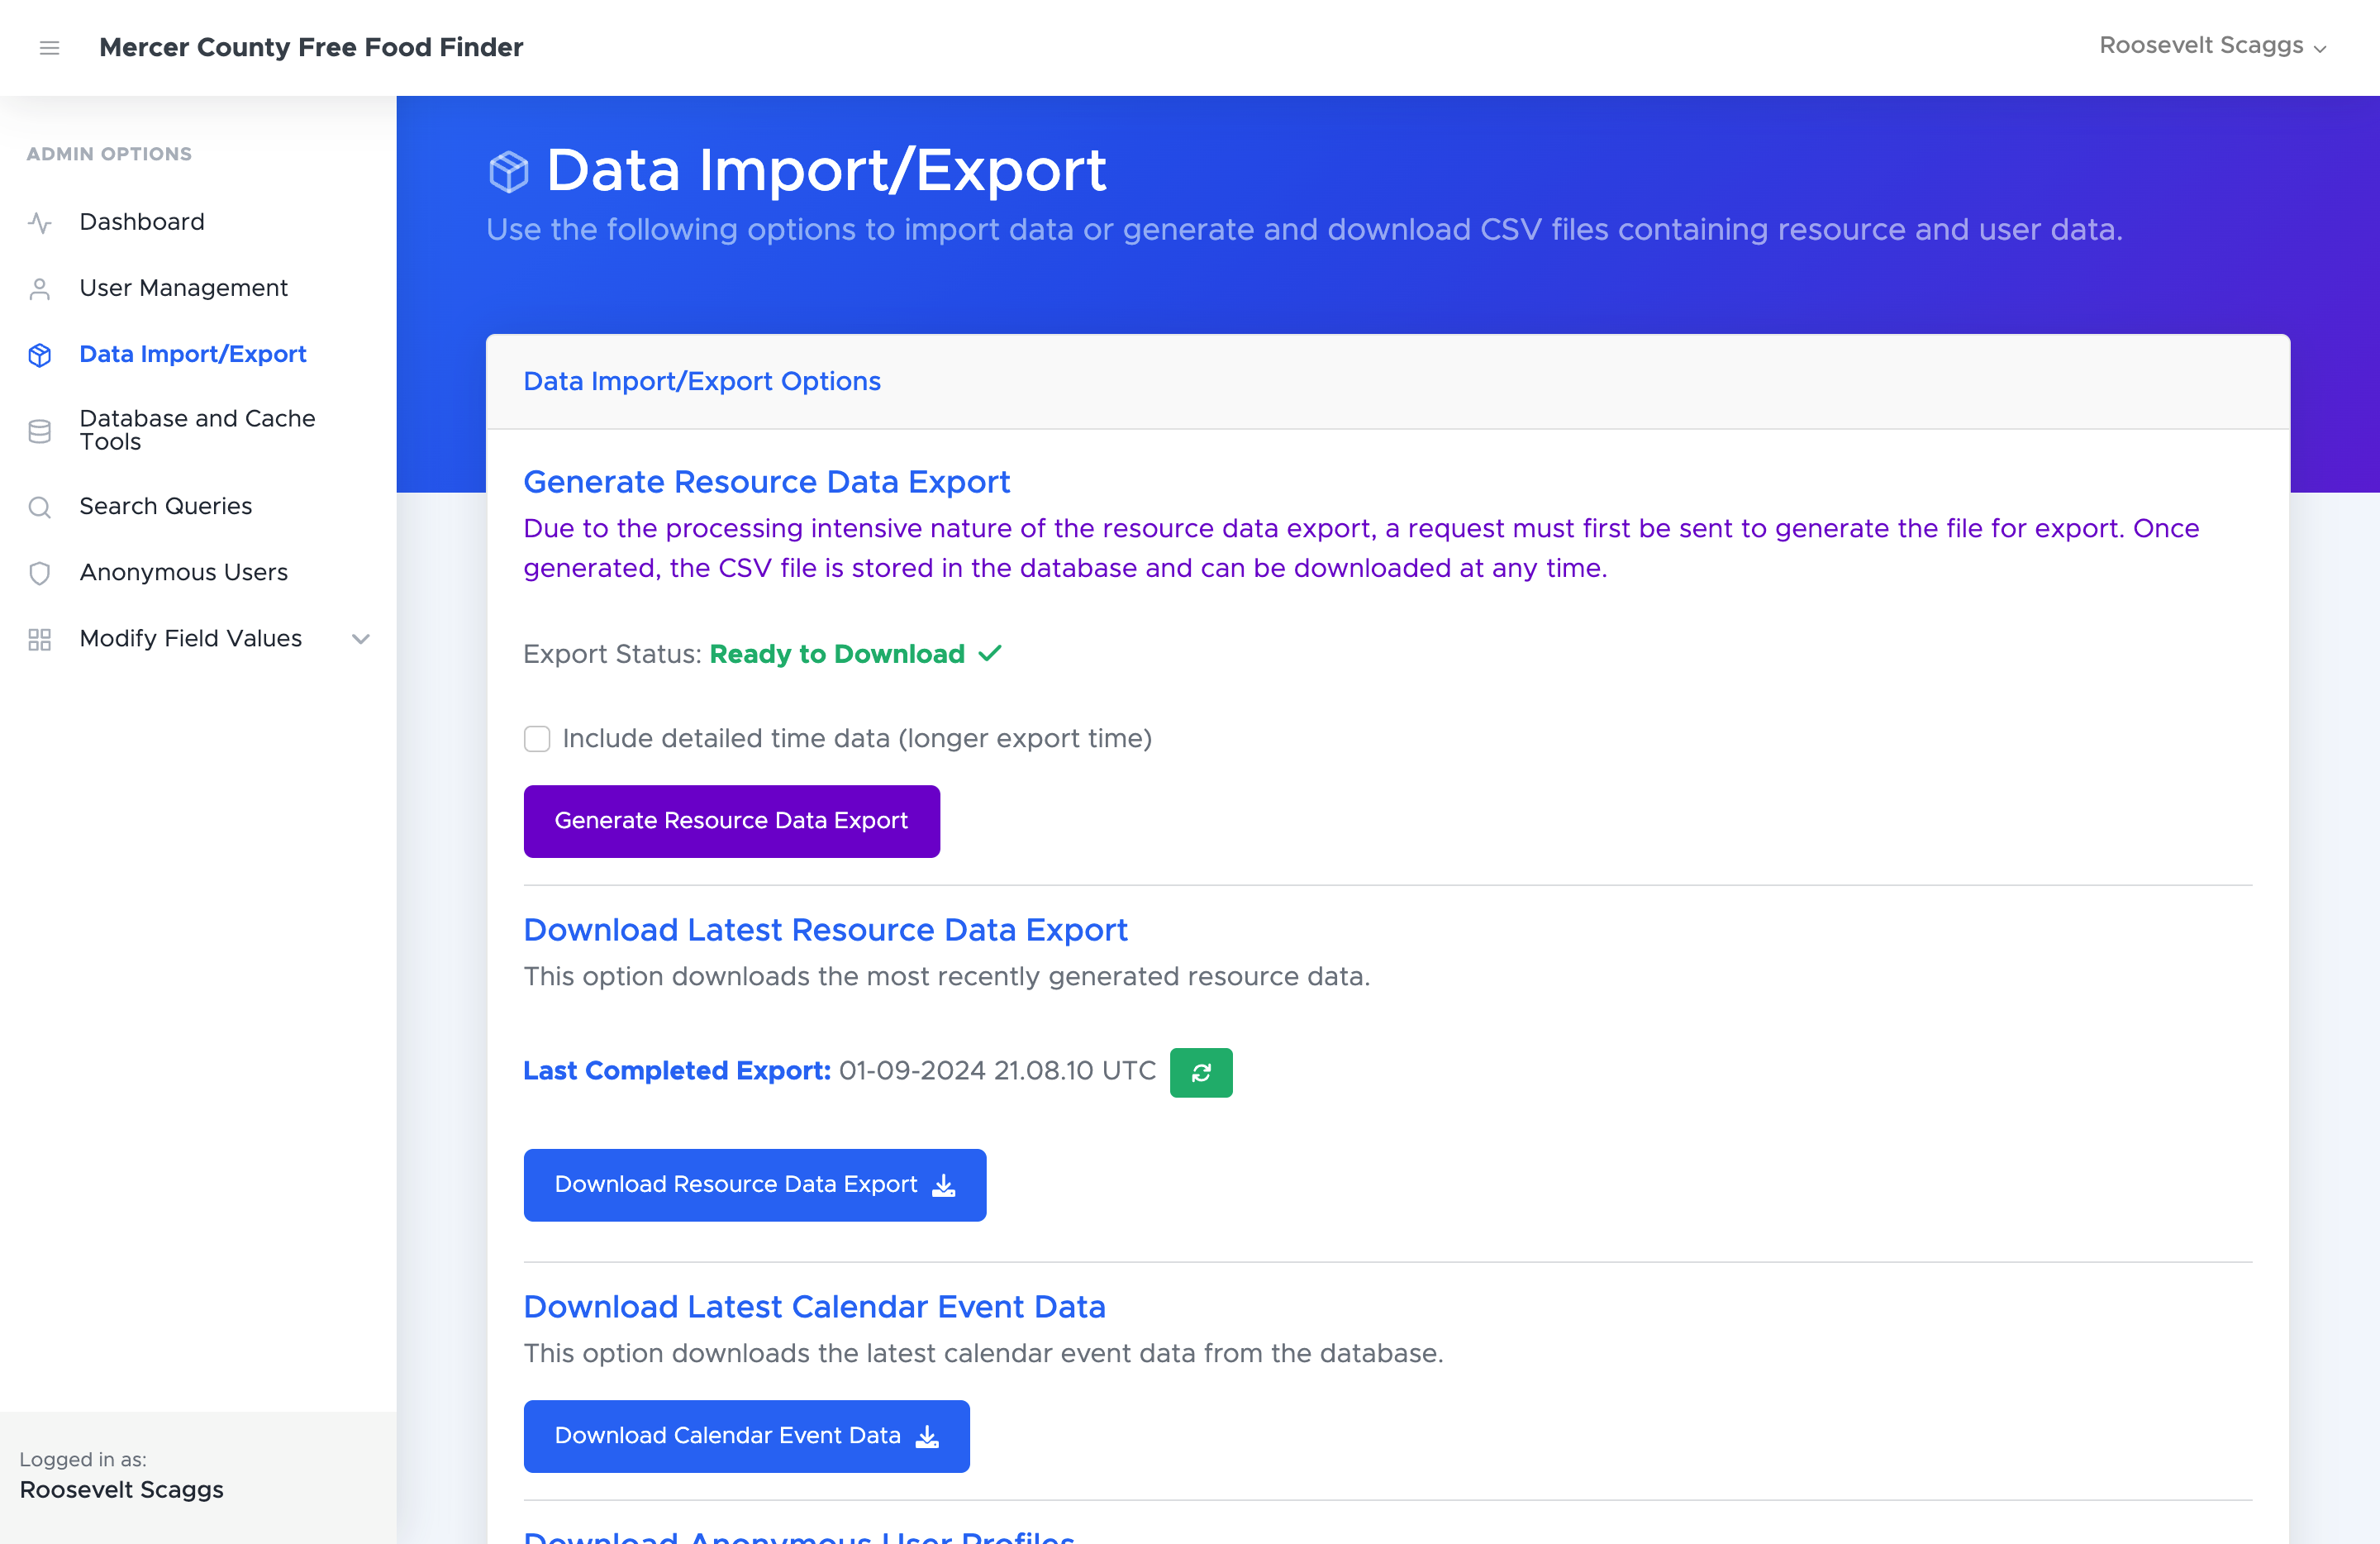 Mercer County Free Food Finder
Roosevelt Scaggs
ADMIN OPTIONS
Dashboard
User Management
Data Import/Export
Database and Cache
Tools
Search Queries
Anonymous Users
Modify Field Values
Logged in as:
Roosevelt Scaggs
Data Import/Export
Use the following options to import data or generate and download CSV files containing resource and user data.
Data Import/Export Options
Generate Resource Data Export
Due to the processing intensive nature of the resource data export, a request must first be sent to generate the file for export. Once
generated, the CSV file is stored in the database and can be downloaded at any time.
Export Status: Ready to Download
Include detailed time data (longer export time)
Generate Resource Data Export
Download Latest Resource Data Export
This option downloads the most recently generated resource data.
Last Completed Export: 01-09-2024 21.08.10 UTC
Download Resource Data Export
Download Latest Calendar Event Data
This option downloads the latest calendar event data from the database.
Download Calendar Event Data
Download Anonymous User Profiles